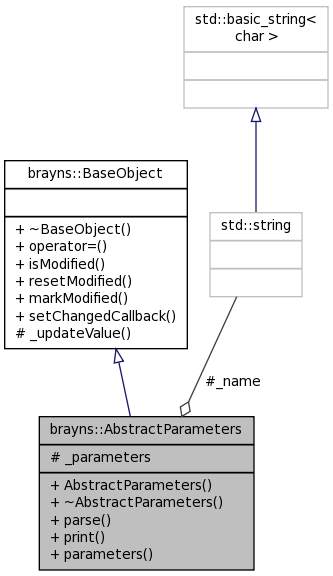 std::basic_string<
char >
brayns::BaseObject
+ ~BaseObject()
+ operator=()
+ isModified()
+ resetModified()
+ markModified()
+ setChangedCallback()
# _updateValue()
std::string
#_name
brayns::AbstractParameters
# _parameters
+ AbstractParameters()
+ ~AbstractParameters()
+ parse()
+ print()
+ parameters()